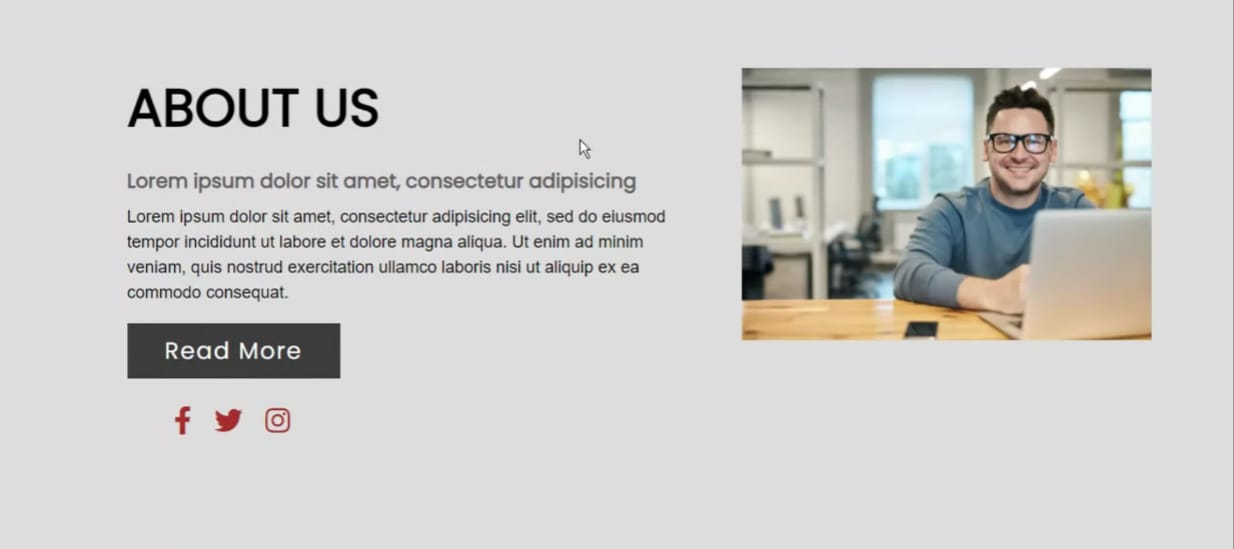 ABOUT US
Lorem ipsum dolor sit amet, consectetur adipisicing
Lorem ipsum dolor sit amet, consectetur adipisicing elit, sed do eiusmod
tempor incididunt ut labore et dolore magna aliqua. Ut enim ad minim
veniam, quis nostrud exercitation ullamco laboris nisi ut aliquip ex ea
commodo consequat.
Read More